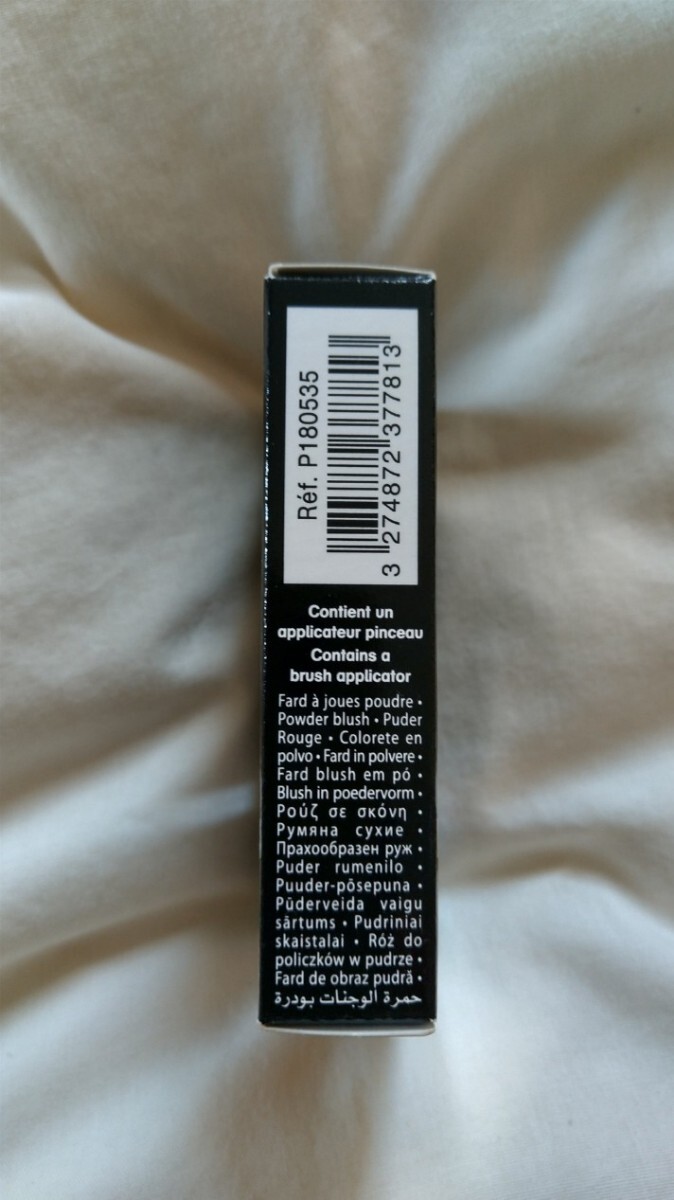 Réf. P180535
3 274872 377813
Contient un
applicateur pinceau
Contains a
brush applicator
Fard à joues poudre •
Powder blush • Puder
Rouge • Colorete en
polvo • Fard in polvere •
Fard blush em pó •
Blush in poedervorm •
Ρούζ σε σκόνη •
Румяна сухие •
Прахообразен руж •
Puder rumenilo •
Puuder-põsepuna •
Pūderveida vaigu
sārtums • Pudriniai
skaistalai • Róż do
policzków w pudrze •
Fard de obraz pudră •
حمرة الوجنات بودرة